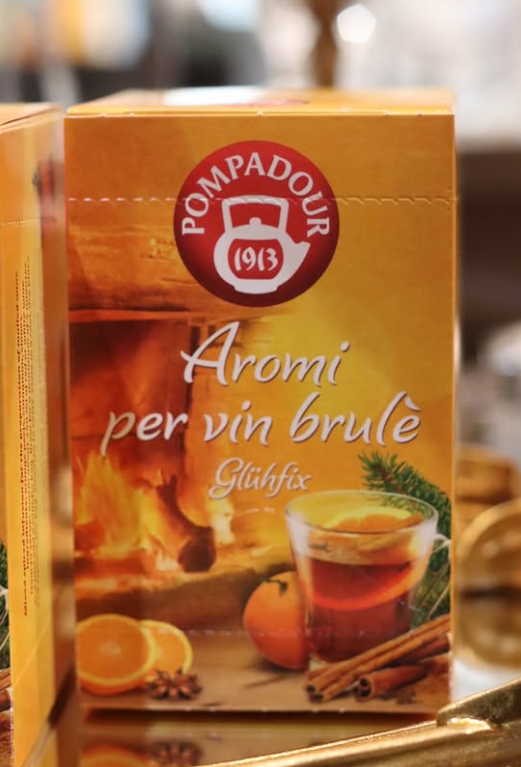 POMPADOUR
1913
Aromi
per vin brulè
Glühfix